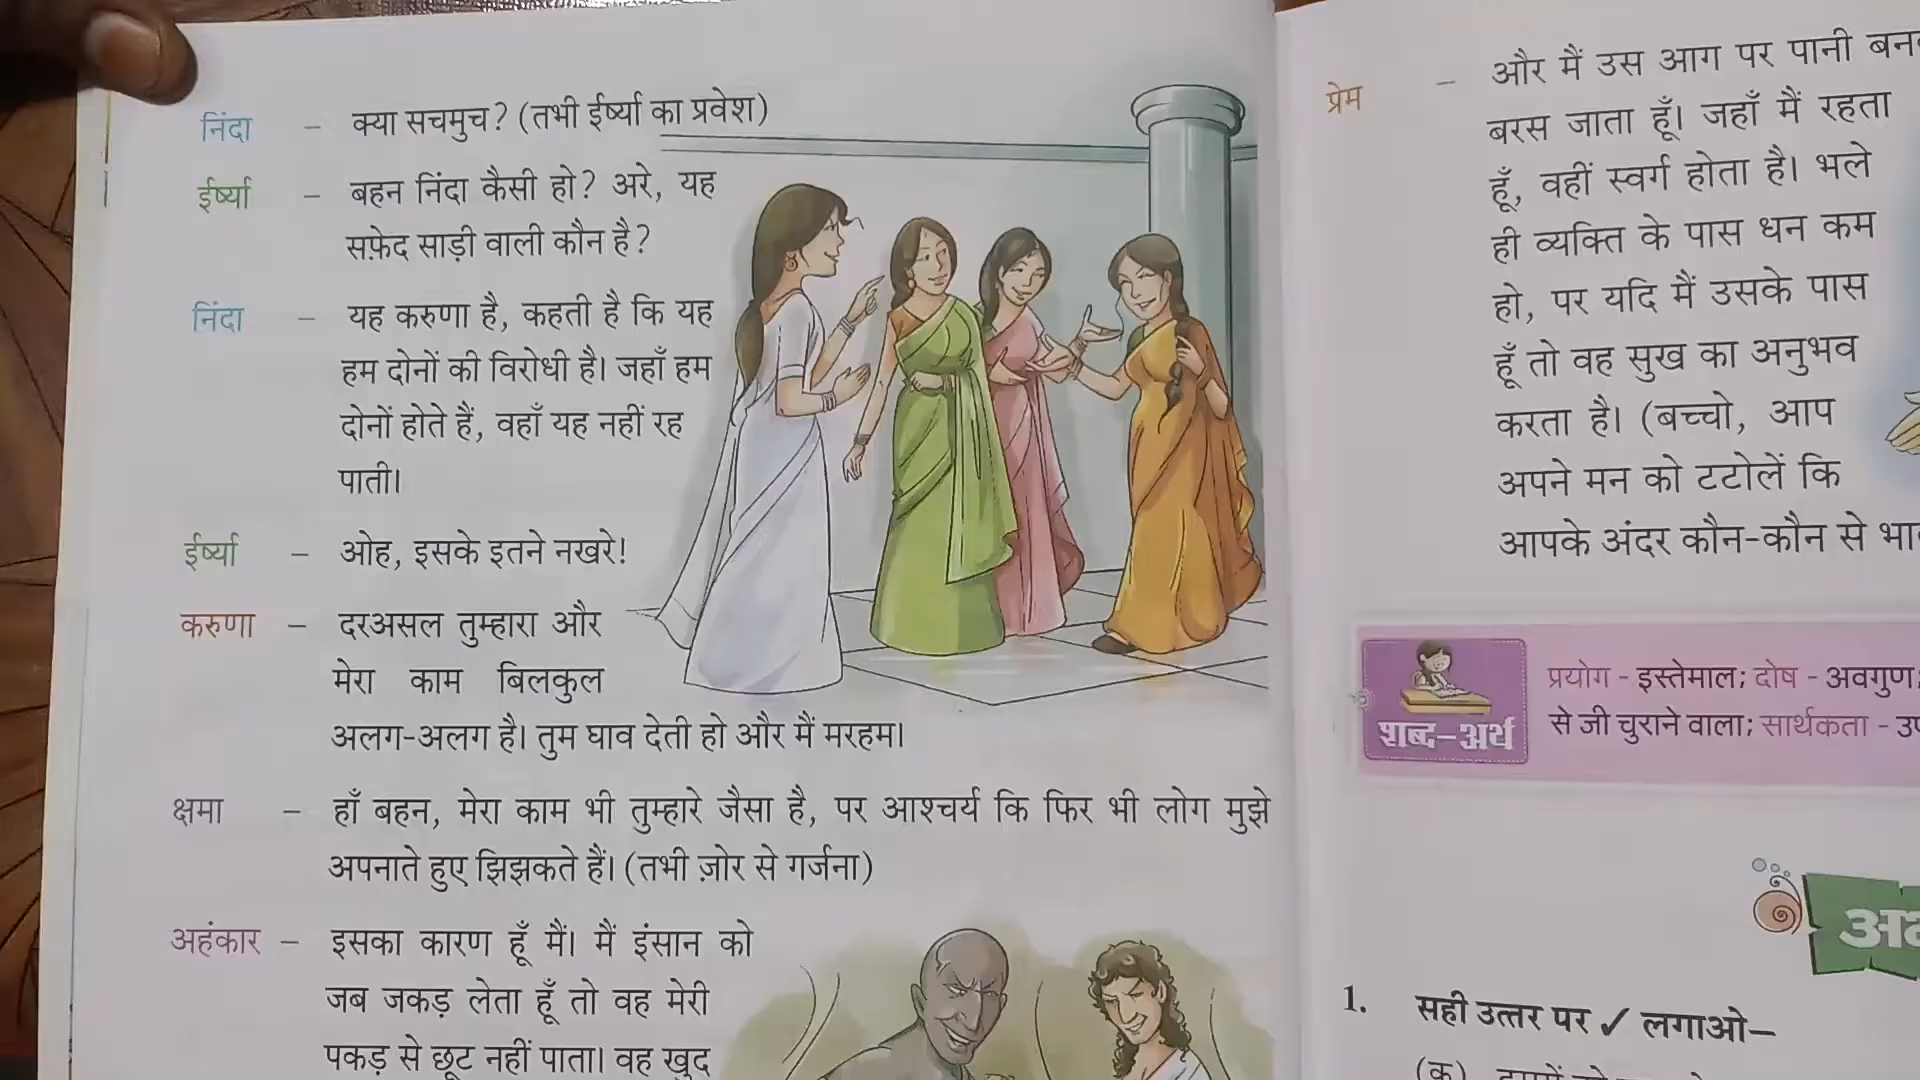 निंदा – क्या सचमुच? (तभी ईर्ष्या का प्रवेश)
ईर्ष्या – बहन निंदा कैसी हो? अरे, यह
सफ़ेद साड़ी वाली कौन है?
निंदा – यह करुणा है, कहती है कि यह
हम दोनों की विरोधी है। जहाँ हम
दोनों होते हैं, वहाँ यह नहीं रह
पाती।
ईर्ष्या – ओह, इसके इतने नखरे!
करुणा – दरअसल तुम्हारा और
मेरा काम बिलकुल
अलग-अलग है। तुम घाव देती हो और मैं मरहम।
क्षमा – हाँ बहन, मेरा काम भी तुम्हारे जैसा है, पर आश्चर्य कि फिर भी लोग मुझे
अपनाते हुए झिझकते हैं। (तभी ज़ोर से गर्जना)
अहंकार – इसका कारण हूँ मैं। मैं इंसान को
जब जकड़ लेता हूँ तो वह मेरी
पकड़ से छूट नहीं पाता। वह खुद
प्रेम – और मैं उस आग पर पानी
बरस जाता हूँ। जहाँ मैं रहता
हूँ, वहीं स्वर्ग होता है। भले
ही व्यक्ति के पास धन कम
हो, पर यदि मैं उसके पास
हूँ तो वह सुख का अनुभव
करता है। (बच्चो, आप
अपने मन को टटोलें कि
आपके अंदर कौन-कौन से
शब्द-अर्थ
प्रयोग - इस्तेमाल; दोष - अवगुण;
से जी चुराने वाला; सार्थकता -
1. सही उत्तर पर ✓ लगाओ–
(क)